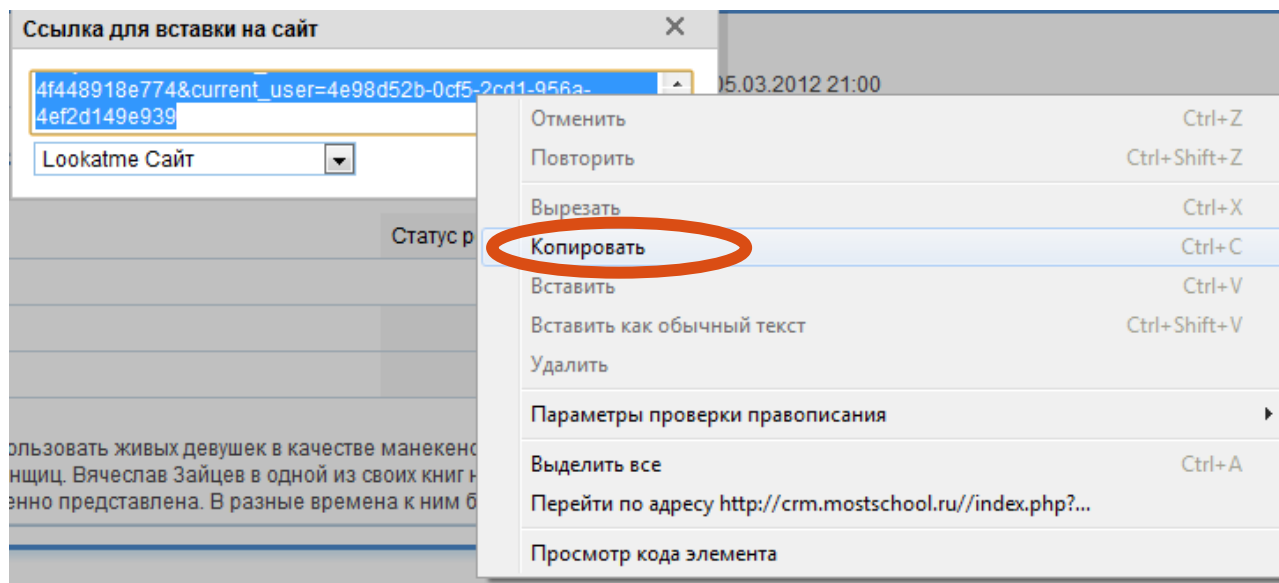 Ссылка для вставки на сайт
4f448918e774&current_user=4e98d52b-0cf5-2cd1-956a-
4ef2d149e939
05.03.2012 21:00
Lookatme Сайт
Статус р
Отменить Ctrl+Z
Повторить Ctrl+Shift+Z
Вырезать Ctrl+X
Копировать Ctrl+C
Вставить Ctrl+V
Вставить как обычный текст Ctrl+Shift+V
Удалить
Параметры проверки правописания
Выделить все Ctrl+A
Перейти по адресу http://crm.mostschool.ru//index.php?...
Просмотр кода элемента
ользовать живых девушек в качестве манекено
нщиц. Вячеслав Зайцев в одной из своих книг н
енно представлена. В разные времена к ним б